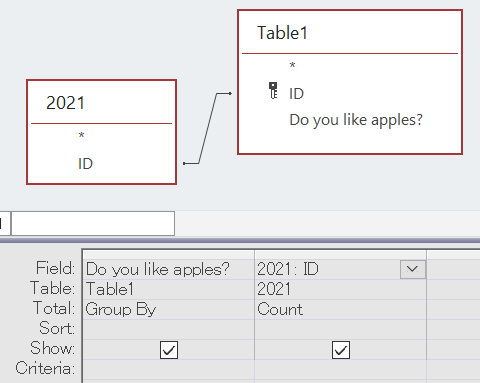 Table1
*
ID
Do you like apples?
2021
*
ID
Field: Do you like apples? 2021: ID
Table: Table1 2021
Total: Group By Count
Sort:
Show:
Criteria: